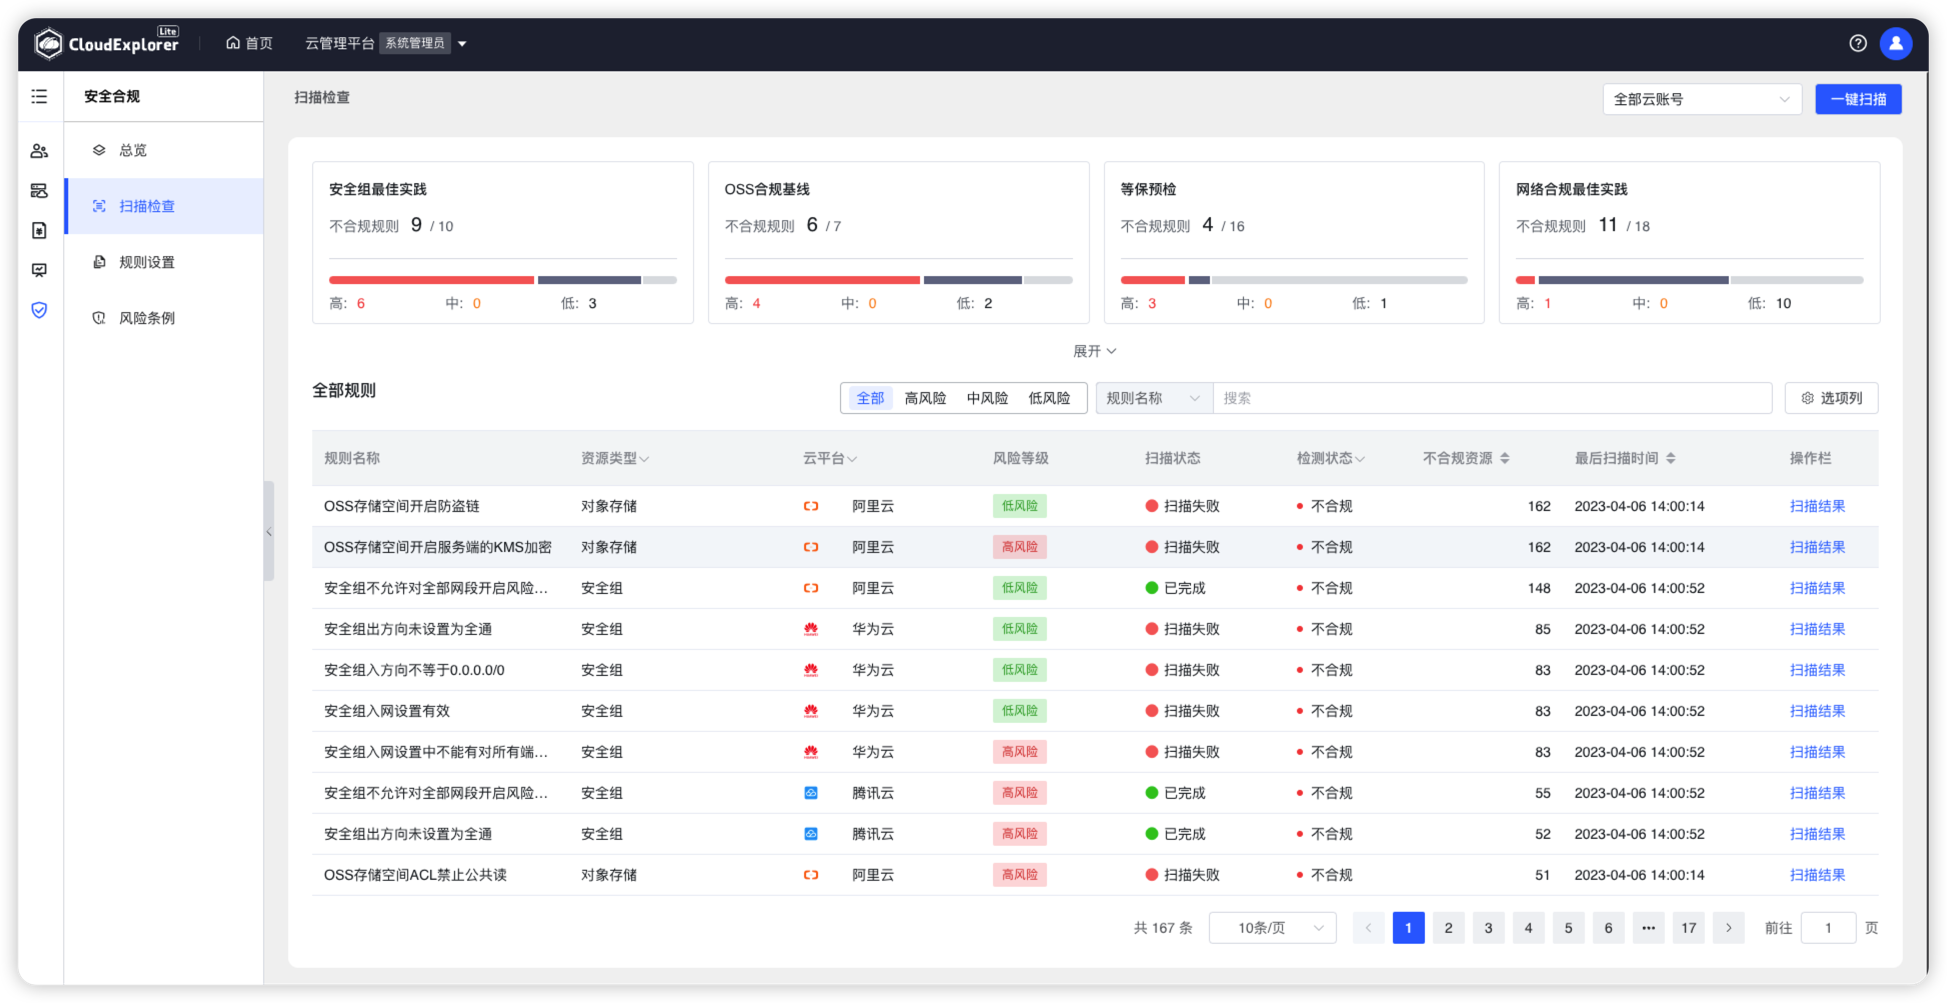 CloudExplorer Lite
首页
云管理平台 系统管理员
安全合规
总览
扫描检查
规则设置
风险条例
扫描检查
全部云账号
一键扫描
安全组最佳实践
不合规规则 9 / 10
高: 6 中: 0 低: 3
OSS合规基线
不合规规则 6 / 7
高: 4 中: 0 低: 2
等保预检
不合规规则 4 / 16
高: 3 中: 0 低: 1
网络合规最佳实践
不合规规则 11 / 18
高: 1 中: 0 低: 10
展开
全部规则
全部 高风险 中风险 低风险 规则名称 搜索 选项列
规则名称 资源类型 云平台 风险等级 扫描状态 检测状态 不合规资源 最后扫描时间 操作栏
OSS存储空间开启防盗链 对象存储 阿里云 低风险 扫描失败 不合规 162 2023-04-06 14:00:14 扫描结果
OSS存储空间开启服务端的KMS加密 对象存储 阿里云 高风险 扫描失败 不合规 162 2023-04-06 14:00:14 扫描结果
安全组不允许对全部网段开启风险... 安全组 阿里云 低风险 已完成 不合规 148 2023-04-06 14:00:52 扫描结果
安全组出方向未设置为全通 安全组 华为云 低风险 扫描失败 不合规 85 2023-04-06 14:00:52 扫描结果
安全组入方向不等于0.0.0.0/0 安全组 华为云 低风险 扫描失败 不合规 83 2023-04-06 14:00:52 扫描结果
安全组入网设置有效 安全组 华为云 低风险 扫描失败 不合规 83 2023-04-06 14:00:52 扫描结果
安全组入网设置中不能有对所有端... 安全组 华为云 高风险 扫描失败 不合规 83 2023-04-06 14:00:52 扫描结果
安全组不允许对全部网段开启风险... 安全组 腾讯云 高风险 已完成 不合规 55 2023-04-06 14:00:52 扫描结果
安全组出方向未设置为全通 安全组 腾讯云 高风险 已完成 不合规 52 2023-04-06 14:00:52 扫描结果
OSS存储空间ACL禁止公共读 对象存储 阿里云 高风险 扫描失败 不合规 51 2023-04-06 14:00:14 扫描结果
共 167 条 10条/页 1 2 3 4 5 6 ••• 17 前往 1 页